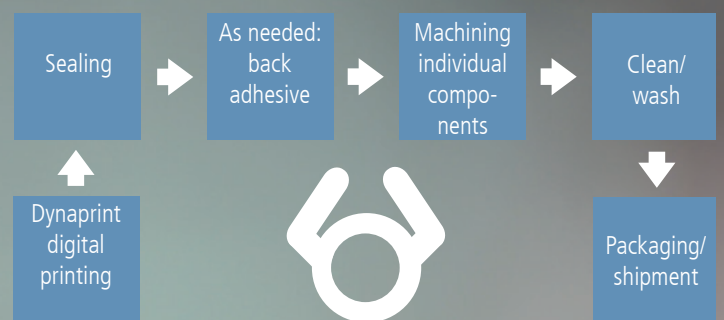 Sealing
As needed:
back
adhesive
Machining
individual
compo-
nents
Clean/
wash
Dynaprint
digital
printing
Packaging/
shipment